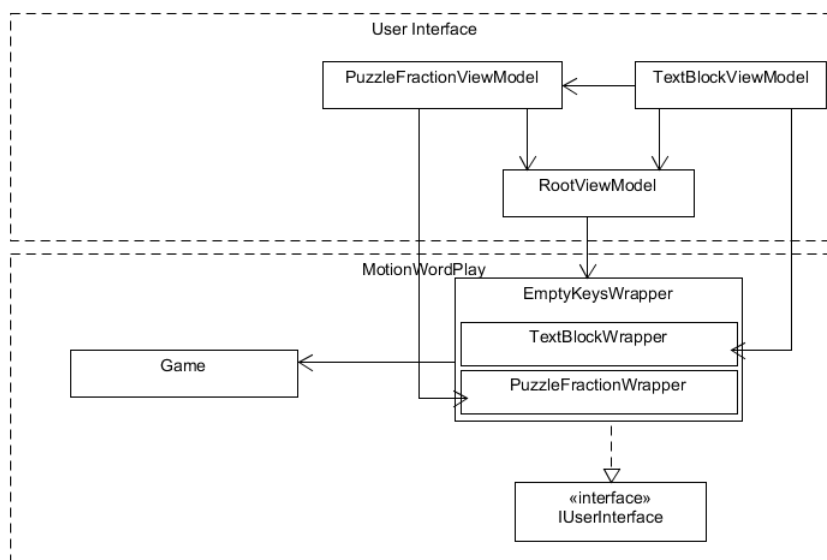 User Interface
PuzzleFractionViewModel
TextBlockViewModel
RootViewModel
MotionWordPlay
EmptyKeysWrapper
TextBlockWrapper
Game
PuzzleFractionWrapper
«interface»
IUserInterface